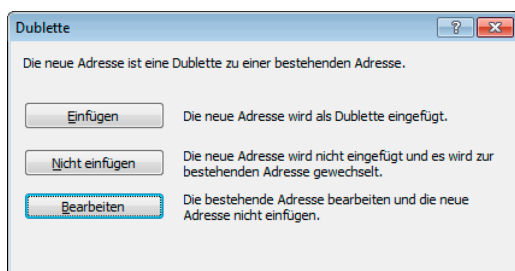 Dublette
Die neue Adresse ist eine Dublette zu einer bestehenden Adresse.
Einfügen
Die neue Adresse wird als Dublette eingefügt.
Nicht einfügen
Die neue Adresse wird nicht eingefügt und es wird zur
bestehenden Adresse gewechselt.
Bearbeiten
Die bestehende Adresse bearbeiten und die neue
Adresse nicht einfügen.